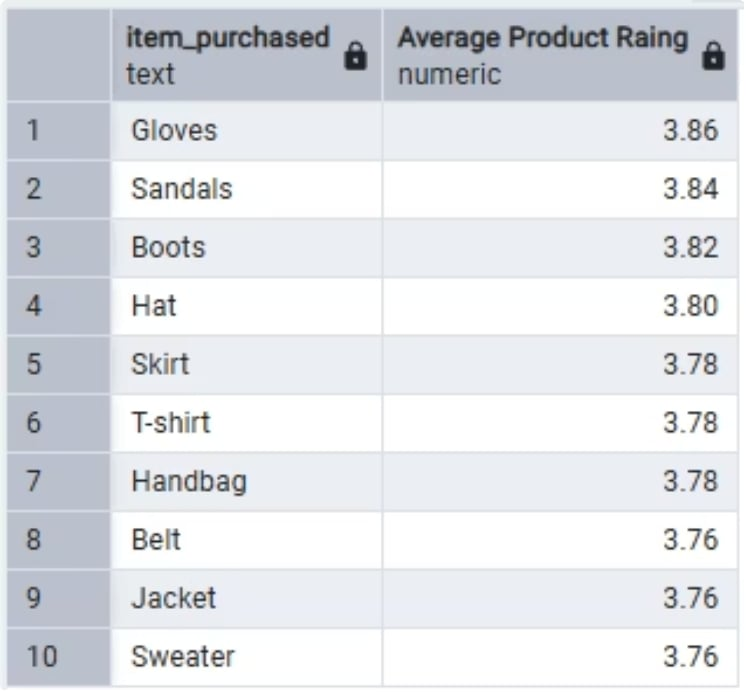 item_purchased Average Product Raing
text numeric
1 Gloves 3.86
2 Sandals 3.84
3 Boots 3.82
4 Hat 3.80
5 Skirt 3.78
6 T-shirt 3.78
7 Handbag 3.78
8 Belt 3.76
9 Jacket 3.76
10 Sweater 3.76